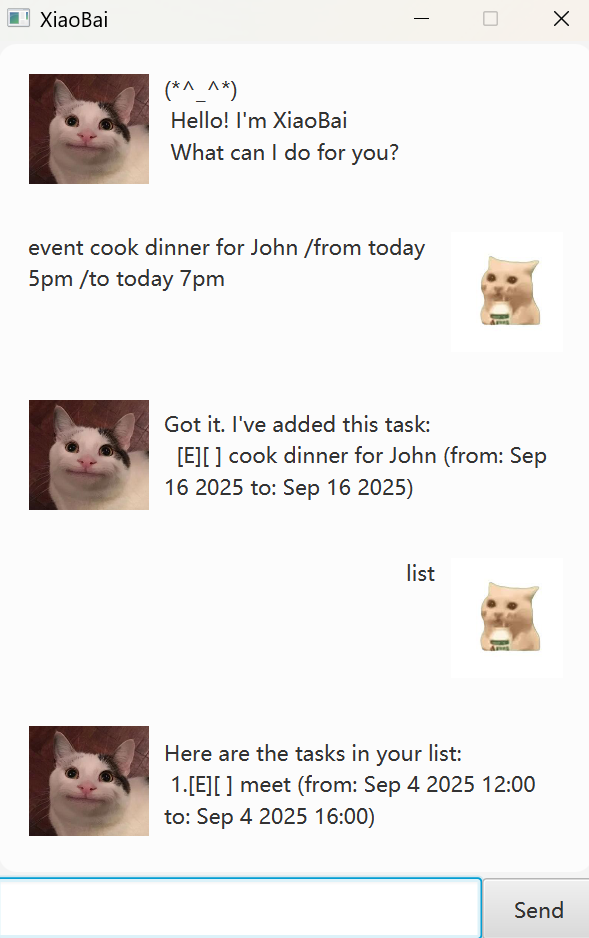 XiaoBai
(*^_^*)
Hello! I'm XiaoBai
What can I do for you?
event cook dinner for John /from today
5pm /to today 7pm
Got it. I've added this task:
[E][ ] cook dinner for John (from: Sep
16 2025 to: Sep 16 2025)
list
Here are the tasks in your list:
1.[E][ ] meet (from: Sep 4 2025 12:00
to: Sep 4 2025 16:00)
Send